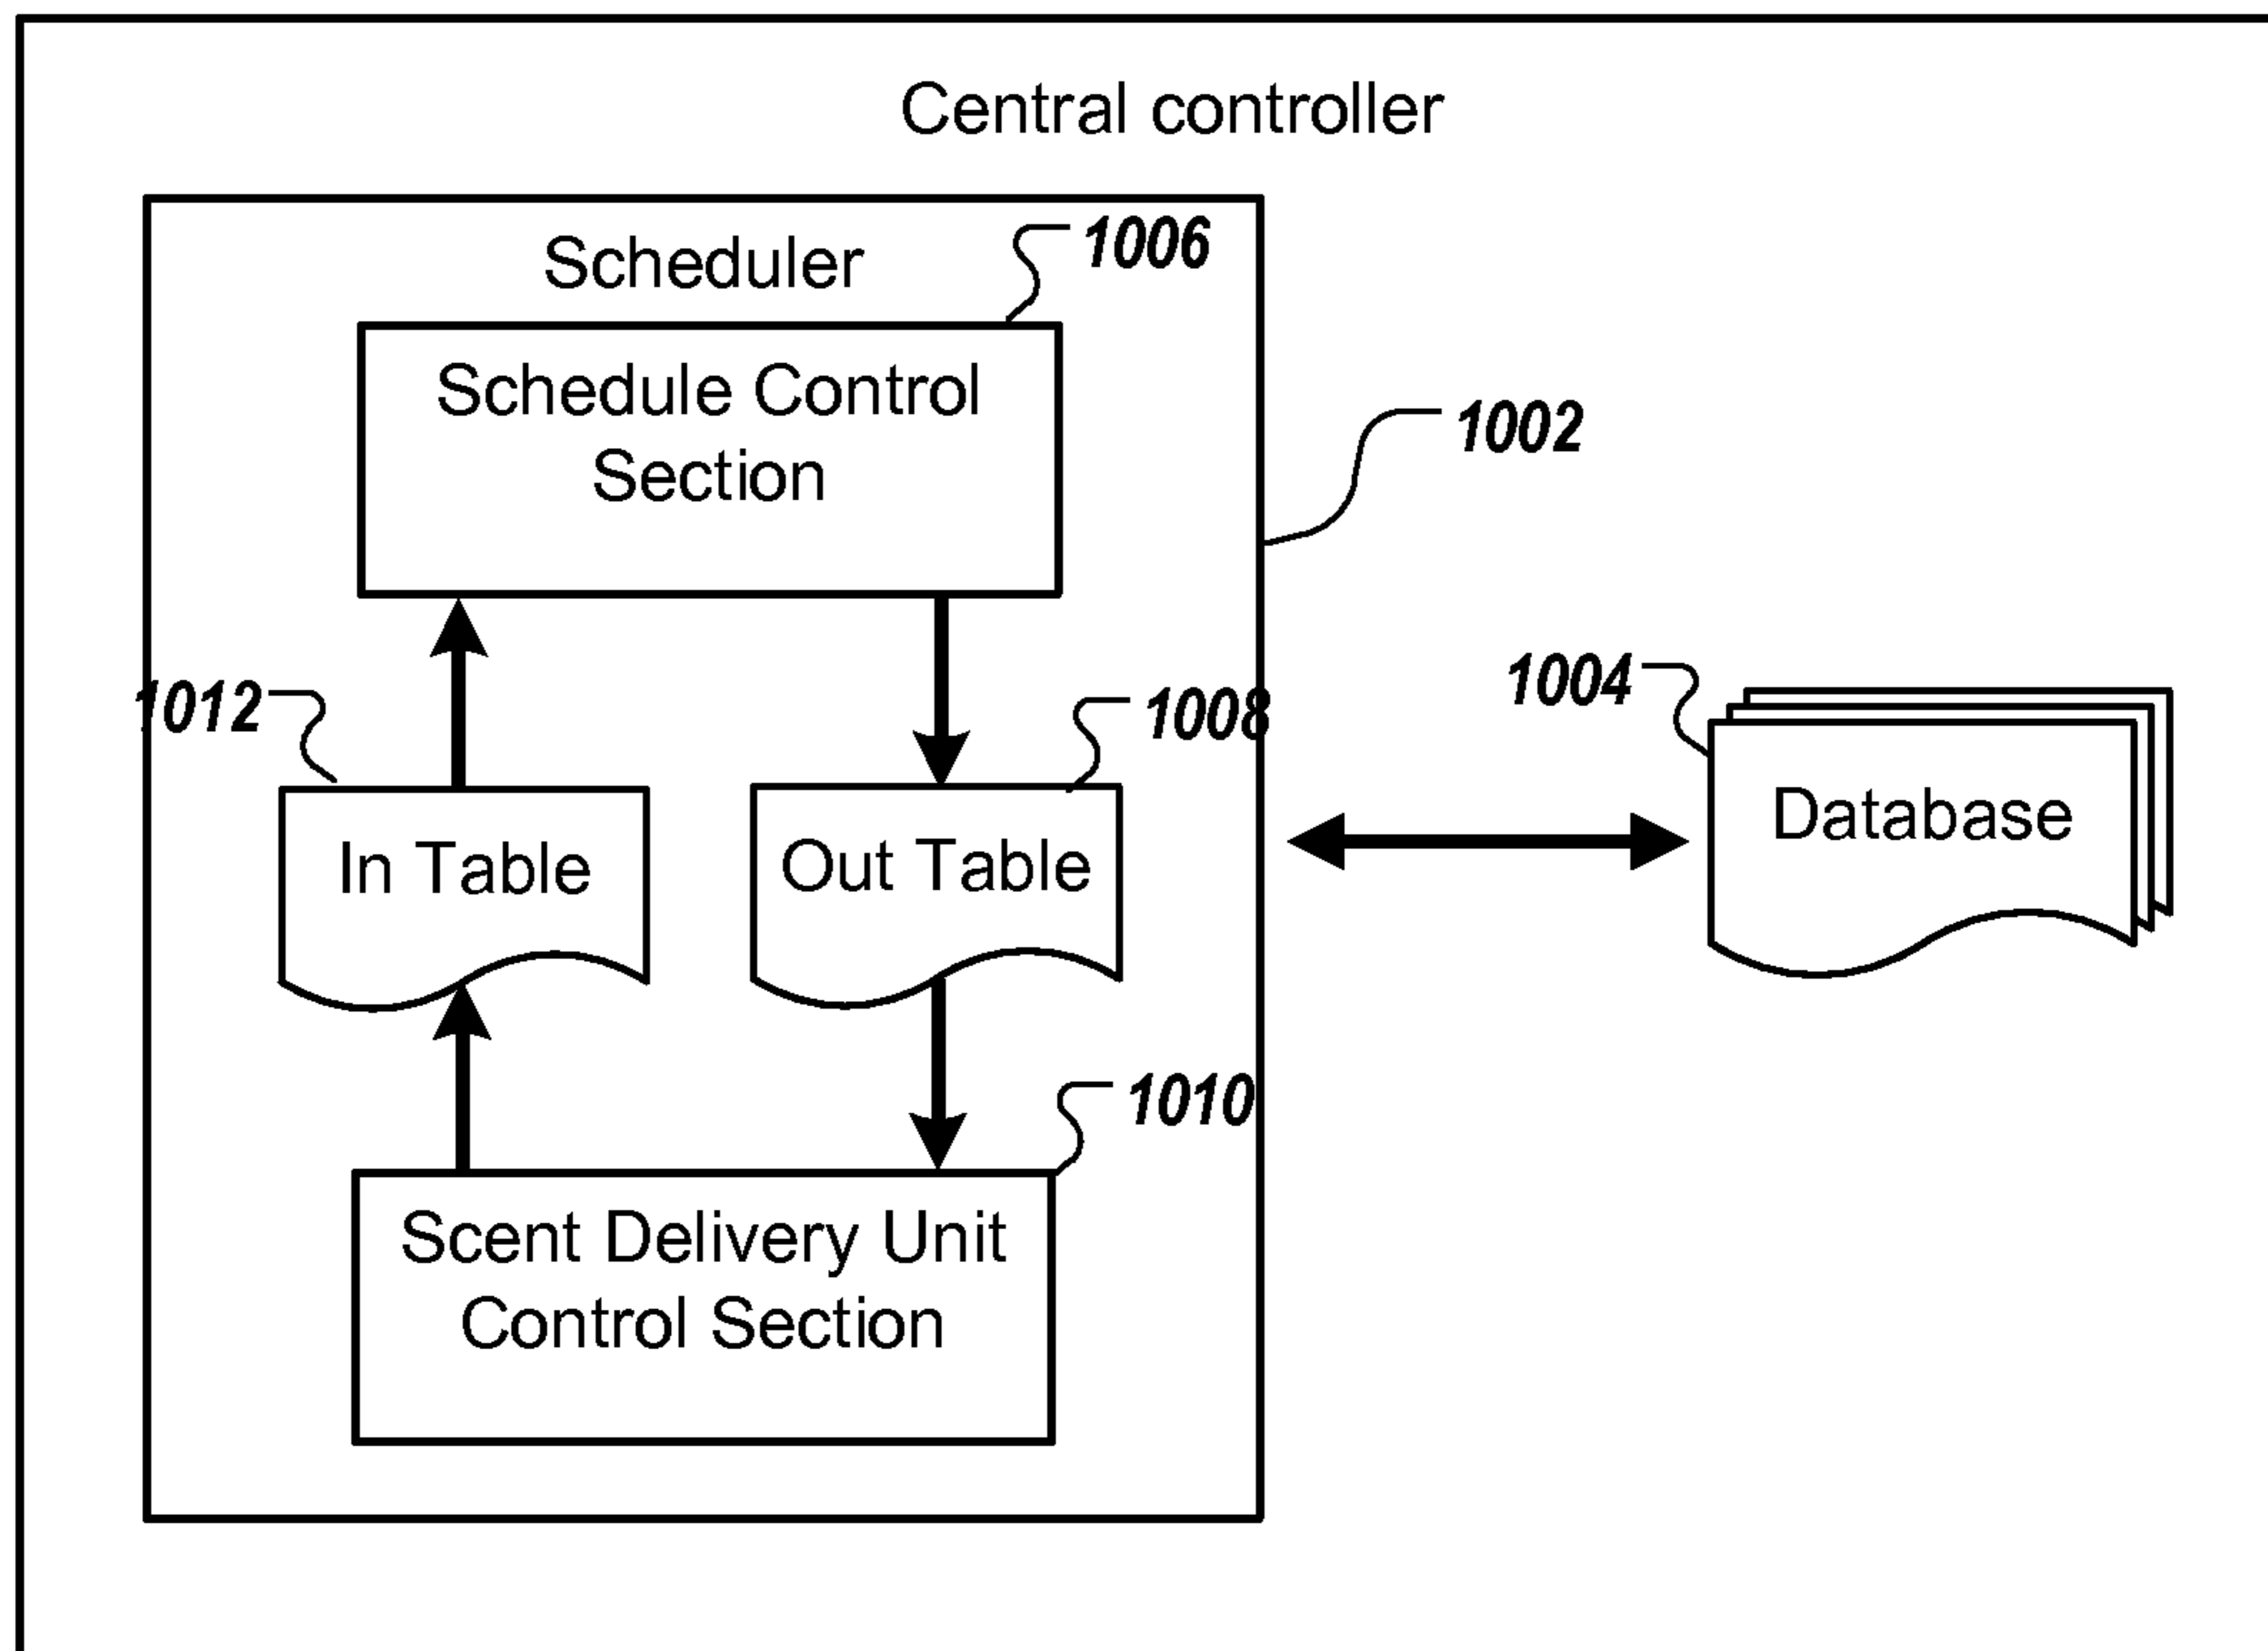 Central controller
Scheduler
1006
Schedule Control
Section
1002
1012
1008
1004
In Table
Out Table
Database
1010
Scent Delivery Unit
Control Section